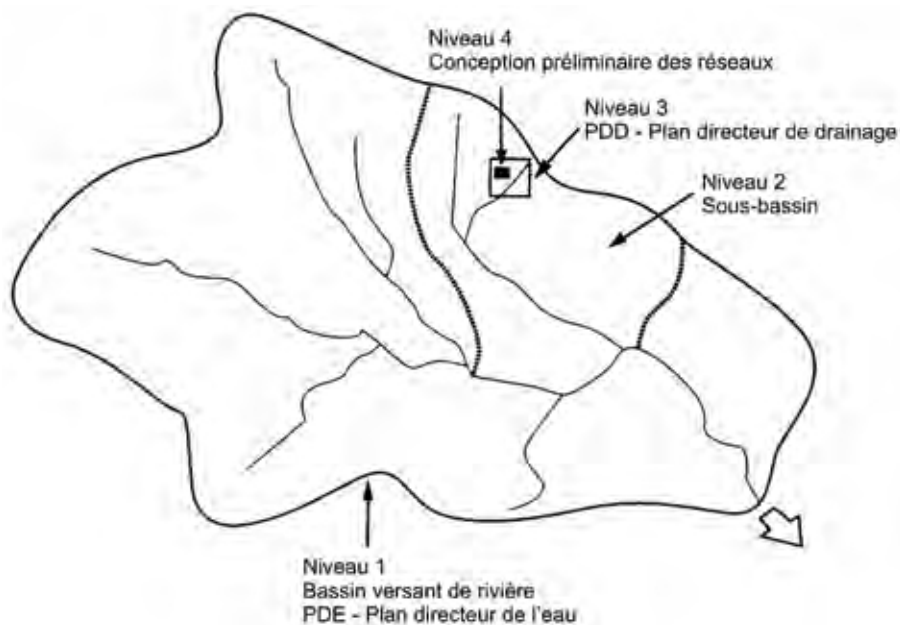 Niveau 4
Conception préliminaire des réseaux
Niveau 3
PDD - Plan directeur de drainage
Niveau 2
Sous-bassin
Niveau 1
Bassin versant de rivière
PDE - Plan directeur de l'eau